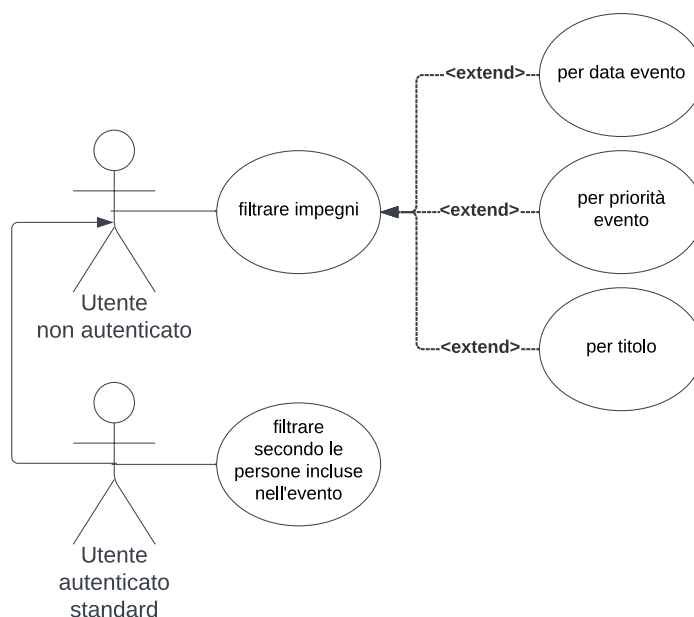 <extend>
per data evento
filtrare impegni
<extend>
per priorità
evento
Utente
non autenticato
<extend>
per titolo
filtrare
secondo le
persone incluse
nell'evento
Utente
autenticato
standard